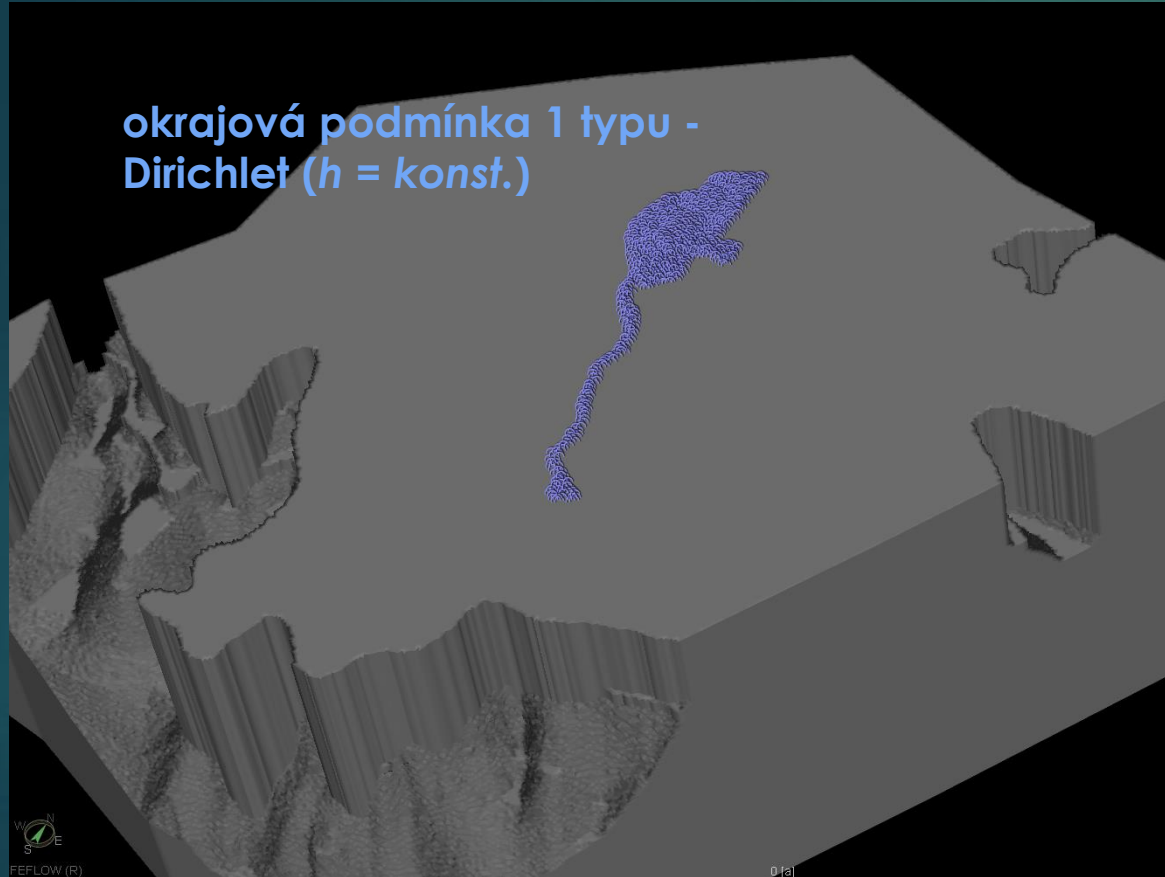 okrajová podmínka 1 typu -
Dirichlet (h = konst.)
N
W
E
S
FEFLOW (R)
0 [a]